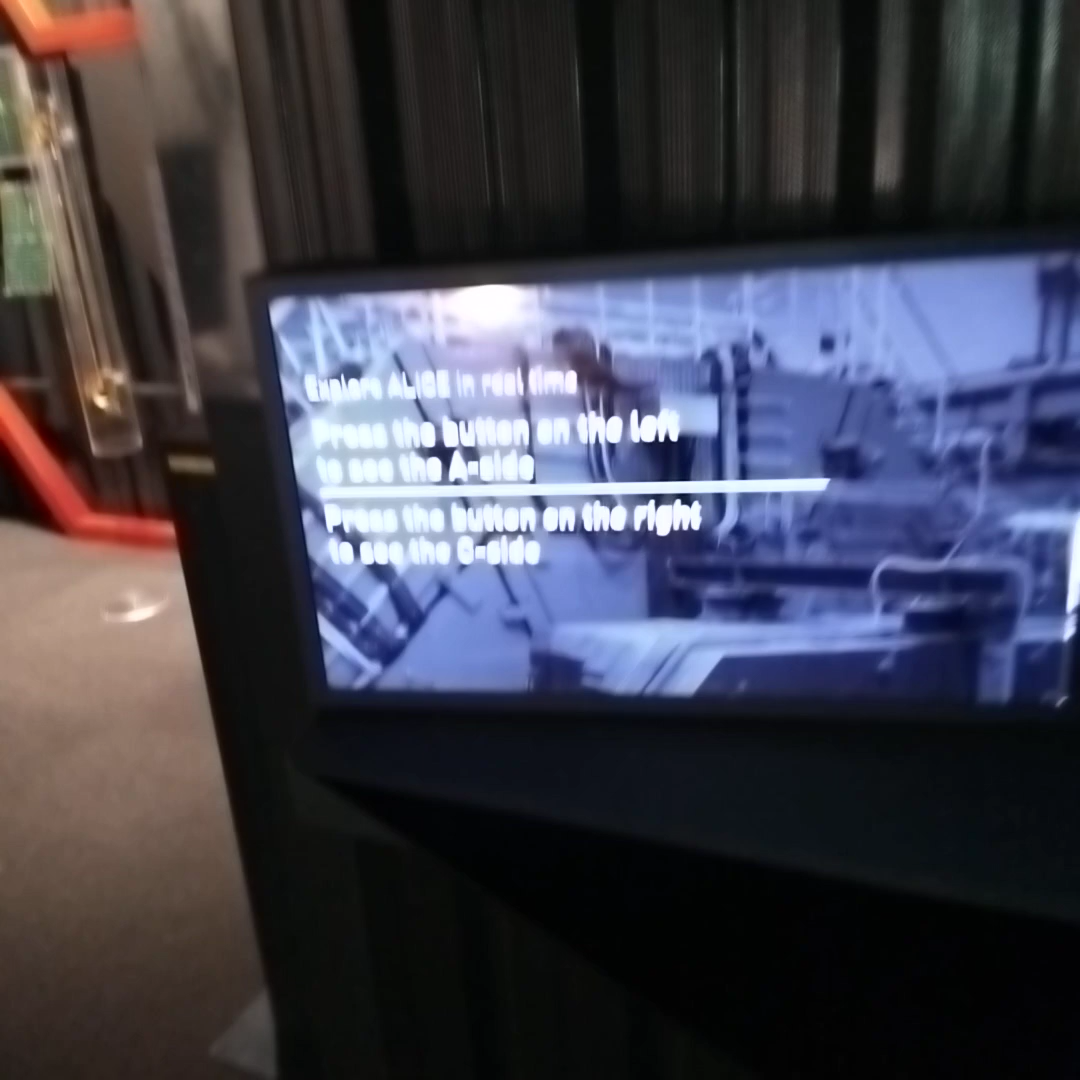 Explore ALICE in real time
Press the button on the left
to see the A-side
Press the button on the right
to see the C-side